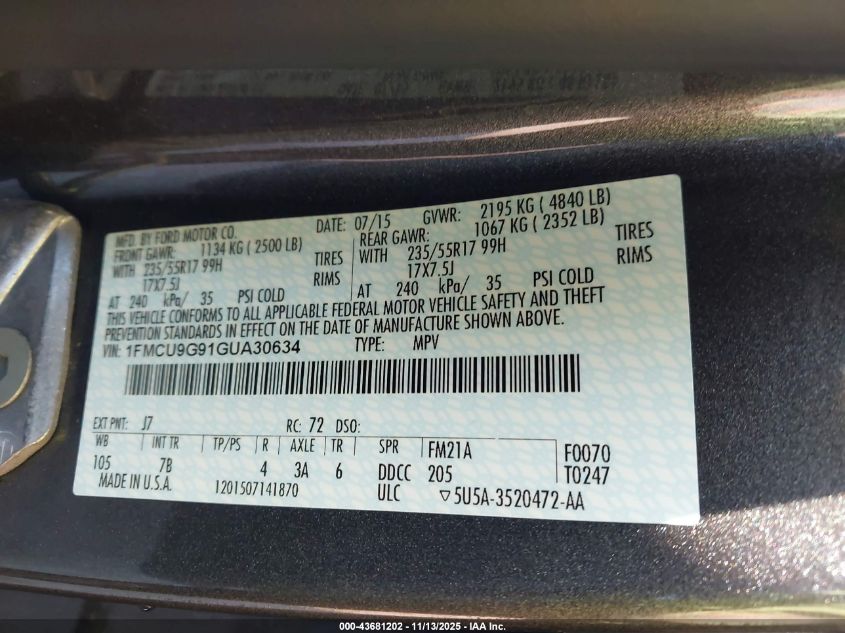 MFD. BY FORD MOTOR CO. DATE: 07/15 GVWR: 2195 KG ( 4840 LB)
FRONT GAWR: 1134 KG ( 2500 LB) REAR GAWR: 1067 KG ( 2352 LB)
WITH 235/55R17 99H TIRES WITH 235/55R17 99H TIRES
17X7.5J RIMS 17X7.5J RIMS
AT 240 kPa/ 35 PSI COLD AT 240 kPa/ 35 PSI COLD
THIS VEHICLE CONFORMS TO ALL APPLICABLE FEDERAL MOTOR VEHICLE SAFETY AND THEFT
PREVENTION STANDARDS IN EFFECT ON THE DATE OF MANUFACTURE SHOWN ABOVE.
VIN: 1FMCU9G91GUA30634 TYPE: MPV
EXT PNT: J7 RC: 72 DSO:
WB INT TR TP/PS R AXLE TR SPR FM21A F0070
105 7B 4 3A 6 DDCC 205 T0247
MADE IN U.S.A. 1201507141870 ULC ▽5U5A-3520472-AA
000-43681202 - 11/13/2025 - IAA Inc.